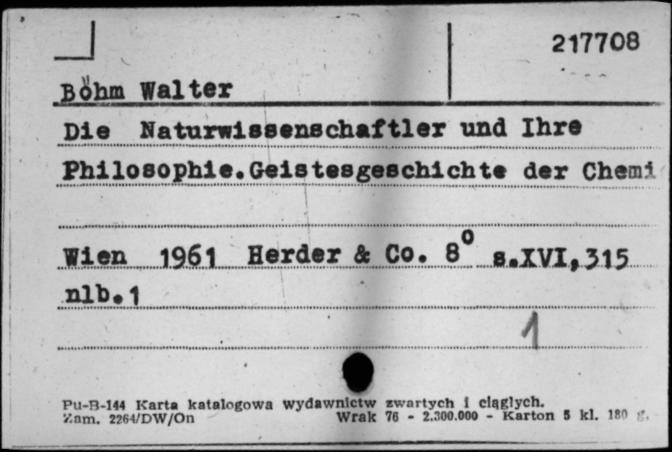 217708
Böhm Walter
Die Naturwissenschaftler und Ihre
Philosophie.Geistesgeschichte der Chemi
Wien 1961 Herder & Co. 8° s.XVI,315
nlb.1
1
Pu-B-144 Karta katalogowa wydawnictw zwartych i ciągłych.
Zam. 2264/DW/On Wrak 76 - 2.300.000 - Karton 5 kl. 180 g.